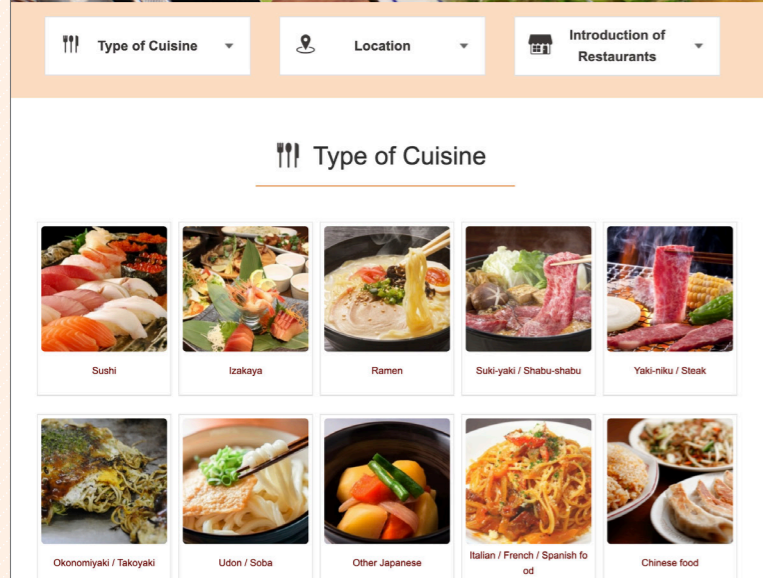 Type of Cuisine
Location
Introduction of
Restaurants
Type of Cuisine
Sushi
Izakaya
Ramen
Suki-yaki / Shabu-shabu
Yaki-niku / Steak
Okonomiyaki / Takoyaki
Udon / Soba
Other Japanese
Italian / French / Spanish fo
od
Chinese food